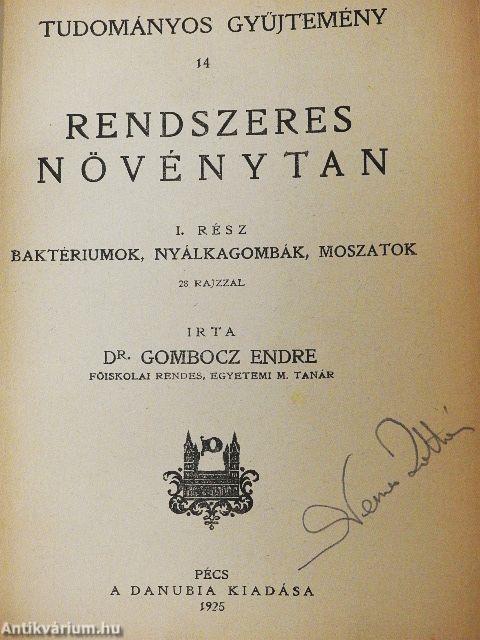 TUDOMÁNYOS GYŰJTEMÉNY
14
RENDSZERES
NÖVÉNYTAN
I. RÉSZ
BAKTÉRIUMOK, NYÁLKAGOMBÁK, MOSZATOK
28 RAJZZAL
IRTA
DR. GOMBOCZ ENDRE
FŐISKOLAI RENDES, EGYETEMI M. TANÁR
PÉCS
A DANUBIA KIADÁSA
1925
Antikvárium.hu